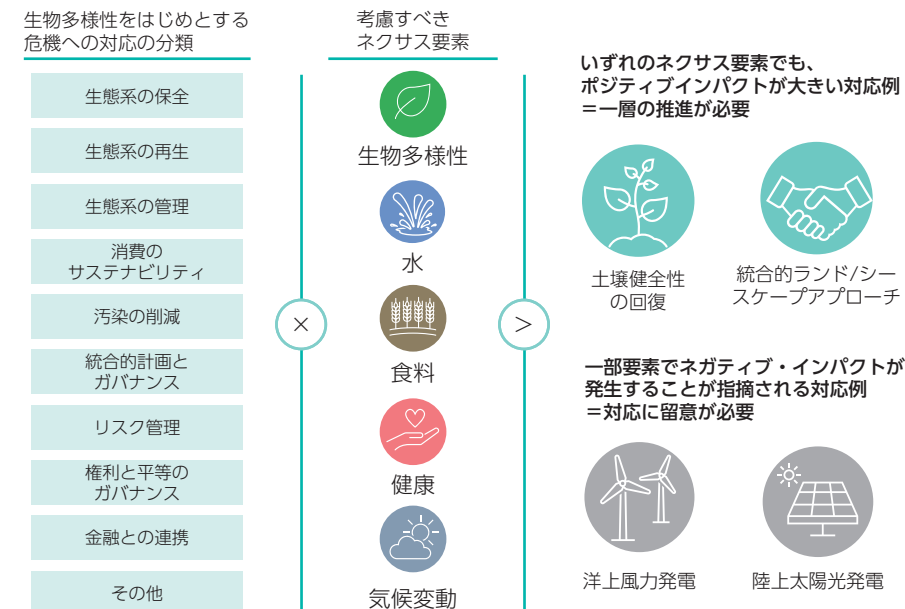 生物多様性をはじめとする
危機への対応の分類
生態系の保全
生態系の再生
生態系の管理
消費の
サステナビリティ
汚染の削減
統合的計画と
ガバナンス
リスク管理
権利と平等の
ガバナンス
金融との連携
その他
×
考慮すべき
ネクサス要素
生物多様性
水
食料
健康
気候変動
>
いずれのネクサス要素でも、
ポジティブインパクトが大きい対応例
＝一層の推進が必要
土壌健全性
の回復
統合的ランド/シー
スケープアプローチ
一部要素でネガティブ・インパクトが
発生することが指摘される対応例
＝対応に留意が必要
洋上風力発電
陸上太陽光発電